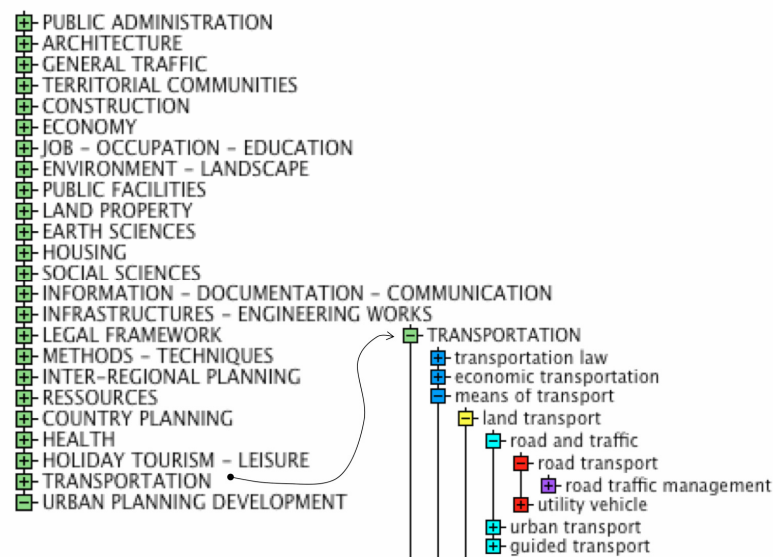 PUBLIC ADMINISTRATION
ARCHITECTURE
GENERAL TRAFFIC
TERRITORIAL COMMUNITIES
CONSTRUCTION
ECONOMY
JOB - OCCUPATION - EDUCATION
ENVIRONMENT - LANDSCAPE
PUBLIC FACILITIES
LAND PROPERTY
EARTH SCIENCES
HOUSING
SOCIAL SCIENCES
INFORMATION - DOCUMENTATION - COMMUNICATION
INFRASTRUCTURES - ENGINEERING WORKS
LEGAL FRAMEWORK
METHODS - TECHNIQUES
INTER-REGIONAL PLANNING
RESSOURCES
COUNTRY PLANNING
HEALTH
HOLIDAY TOURISM - LEISURE
TRANSPORTATION
URBAN PLANNING DEVELOPMENT
TRANSPORTATION
transportation law
economic transportation
means of transport
land transport
road and traffic
road transport
road traffic management
utility vehicle
urban transport
guided transport